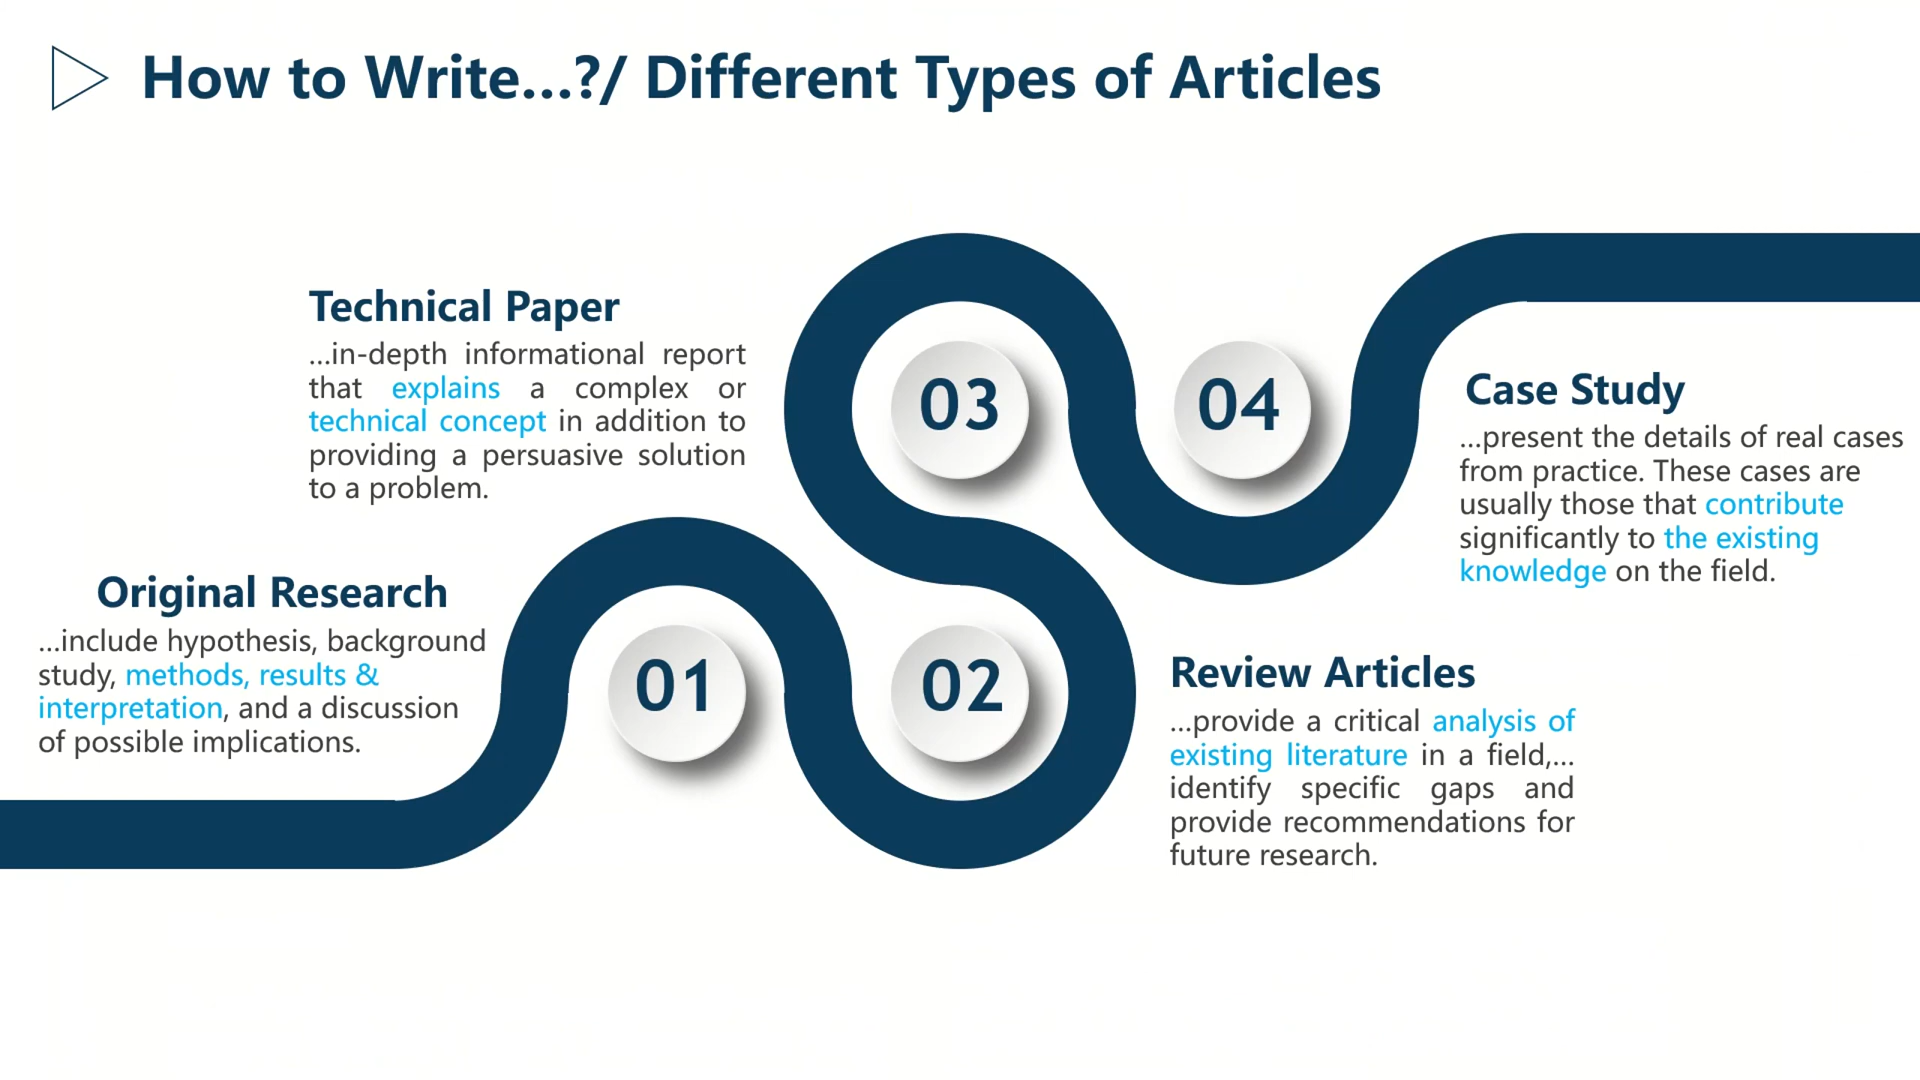 How to Write...?/ Different Types of Articles
Technical Paper
...in-depth informational report
that explains a complex or
technical concept in addition to
providing a persuasive solution
to a problem.
03
04
Case Study
...present the details of real cases
from practice. These cases are
usually those that contribute
significantly to the existing
knowledge on the field.
Original Research
...include hypothesis, background
study, methods, results &
interpretation, and a discussion
of possible implications.
01
02
Review Articles
...provide a critical analysis of
existing literature in a field,...
identify specific gaps and
provide recommendations for
future research.